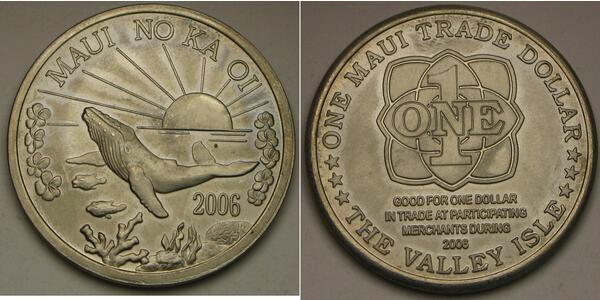 MAUI NO KA OI
2006
ONE MAUI TRADE DOLLAR
1
ONE
GOOD FOR ONE DOLLAR
IN TRADE AT PARTICIPATING
MERCHANTS DURING
2006
THE VALLEY ISLE